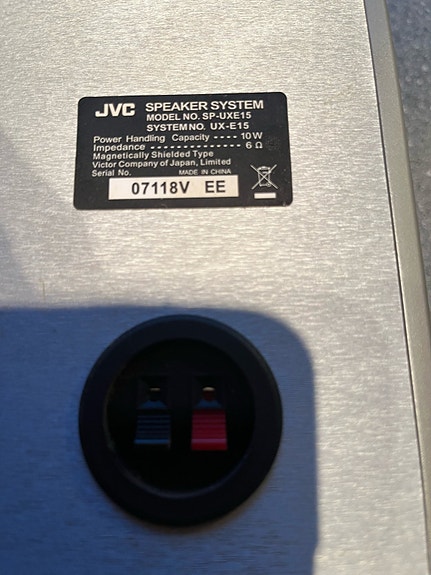 JVC SPEAKER SYSTEM
MODEL NO. SP-UXE15
SYSTEM NO. UX-E15
Power Handling Capacity ---- 10W
Impedance --------------- 6 Ω
Magnetically Shielded Type
Victor Company of Japan, Limited
Serial No. MADE IN CHINA
07118V EE